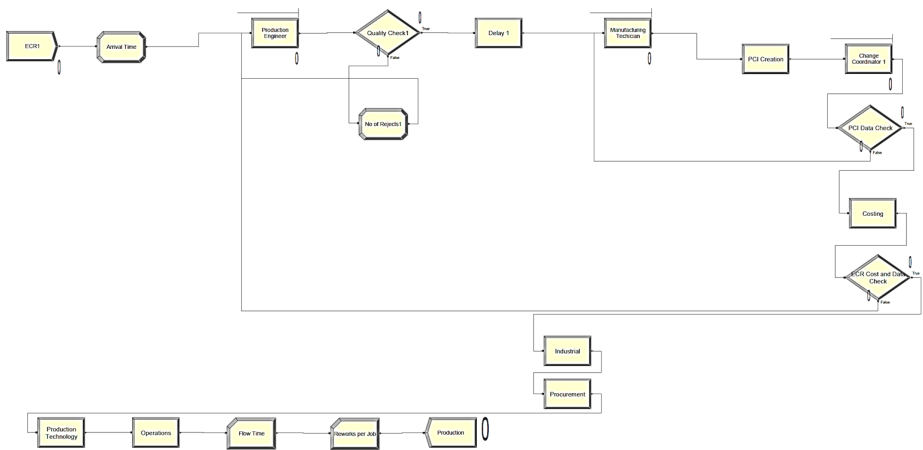 ECR1
Arrival Time
Production
Engineer
Quality Check1
True
False
No of Rejects1
Delay 1
Manufacturing
Techician
PCI Creation
Change
Coordinator 1
PCI Data Check
True
False
Costing
ECR Cost and Data
Check
True
False
Industrial
Procurement
Production
Technology
Operations
Flow Time
Reworks per Job
Production